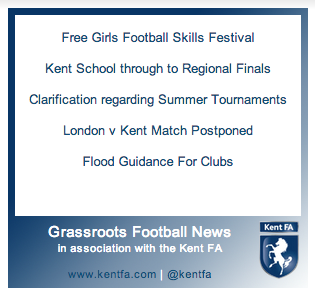 Free Girls Football Skills Festival
Kent School through to Regional Finals
Clarification regarding Summer Tournaments
London v Kent Match Postponed
Flood Guidance For Clubs
Grassroots Football News
in association with the Kent FA
www.kentfa.com | @kentfa
Kent FA